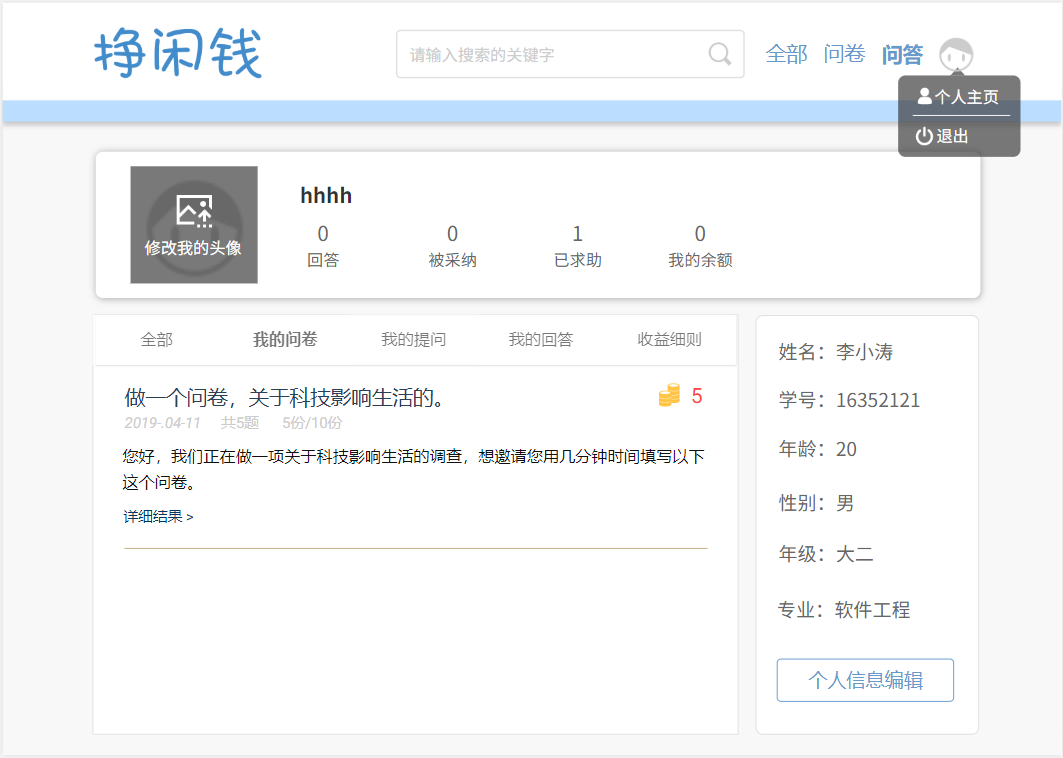 挣闲钱
请输入搜索的关键字
全部 问卷 问答
个人主页
退出
修改我的头像
hhhh
0 0 1 0
回答 被采纳 已求助 我的余额
全部 我的问卷 我的提问 我的回答 收益细则
做一个问卷，关于科技影响生活的。 5
2019-.04-11 共5题 5份/10份
您好，我们正在做一项关于科技影响生活的调查，想邀请您用几分钟时间填写以下
这个问卷。
详细结果 >
姓名：李小涛
学号：16352121
年龄：20
性别：男
年级：大二
专业：软件工程
个人信息编辑